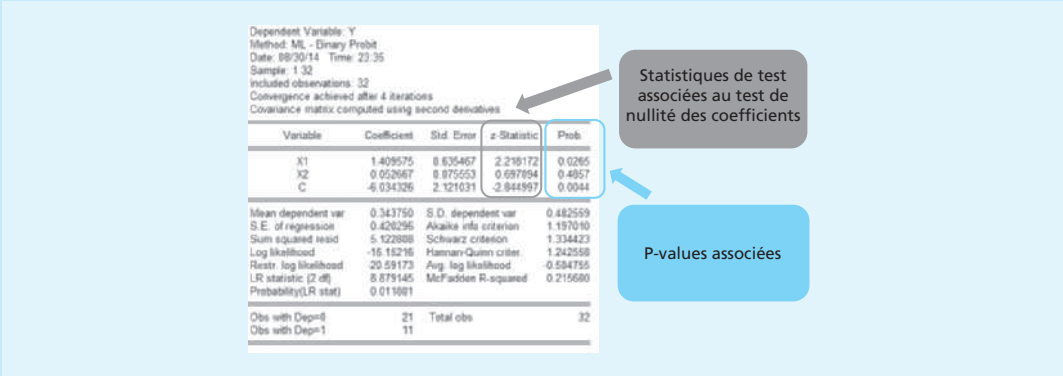 Dependent Variable: Y
Method: ML - Binary Probit
Date: 08/30/14 Time: 23:35
Sample: 1 32
Included observations: 32
Convergence achieved after 4 iterations
Covariance matrix computed using second derivatives
Variable Coefficient Std. Error z-Statistic Prob.
X1 1.409575 0.635467 2.218172 0.0265
X2 0.052667 0.075553 0.697094 0.4857
C -6.034326 2.121031 -2.844997 0.0044
Mean dependent var 0.343750 S.D. dependent var 0.482559
S.E. of regression 0.420296 Akaike info criterion 1.197010
Sum squared resid 5.122808 Schwarz criterion 1.334423
Log likelihood -16.15216 Hannan-Quinn criter. 1.242558
Restr. log likelihood -20.59173 Avg. log likelihood -0.504755
LR statistic (2 df) 8.879145 McFadden R-squared 0.215600
Probability(LR stat) 0.011801
Obs with Dep=0 21 Total obs 32
Obs with Dep=1 11
Statistiques de test
associées au test de
nullité des coefficients
P-values associées